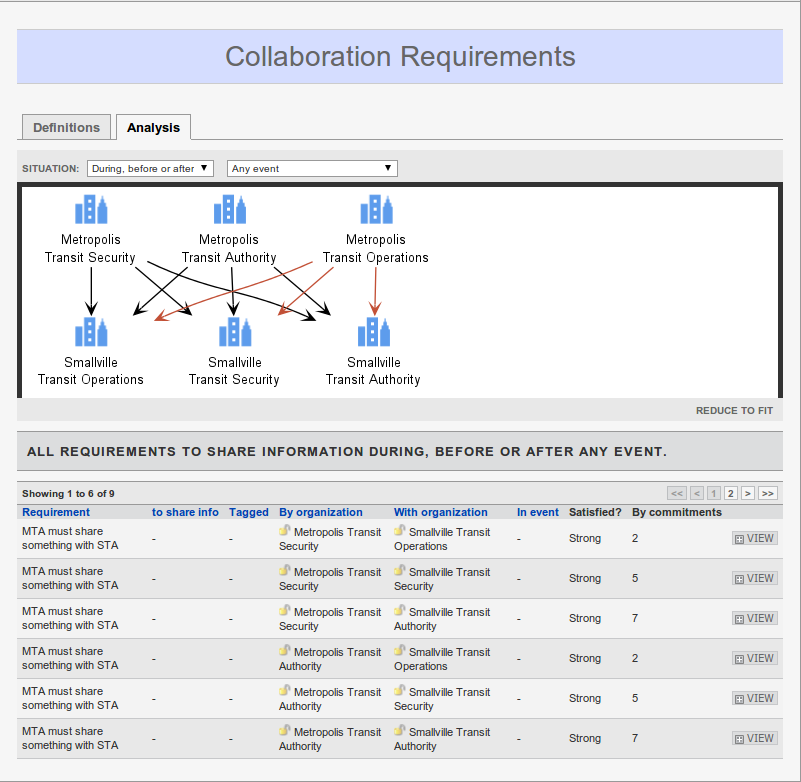 Collaboration Requirements
Definitions
Analysis
SITUATION: During, before or after ▼ Any event ▼
Metropolis Transit Security
Metropolis Transit Authority
Metropolis Transit Operations
Smallville Transit Operations
Smallville Transit Security
Smallville Transit Authority
REDUCE TO FIT
ALL REQUIREMENTS TO SHARE INFORMATION DURING, BEFORE OR AFTER ANY EVENT.
Showing 1 to 6 of 9 << < 1 2 > >>
Requirement to share info Tagged By organization With organization In event Satisfied? By commitments
MTA must share something with STA - - Metropolis Transit Security Smallville Transit Operations - Strong 2 VIEW
MTA must share something with STA - - Metropolis Transit Security Smallville Transit Security - Strong 5 VIEW
MTA must share something with STA - - Metropolis Transit Security Smallville Transit Authority - Strong 7 VIEW
MTA must share something with STA - - Metropolis Transit Authority Smallville Transit Operations - Strong 2 VIEW
MTA must share something with STA - - Metropolis Transit Authority Smallville Transit Security - Strong 5 VIEW
MTA must share something with STA - - Metropolis Transit Authority Smallville Transit Authority - Strong 7 VIEW